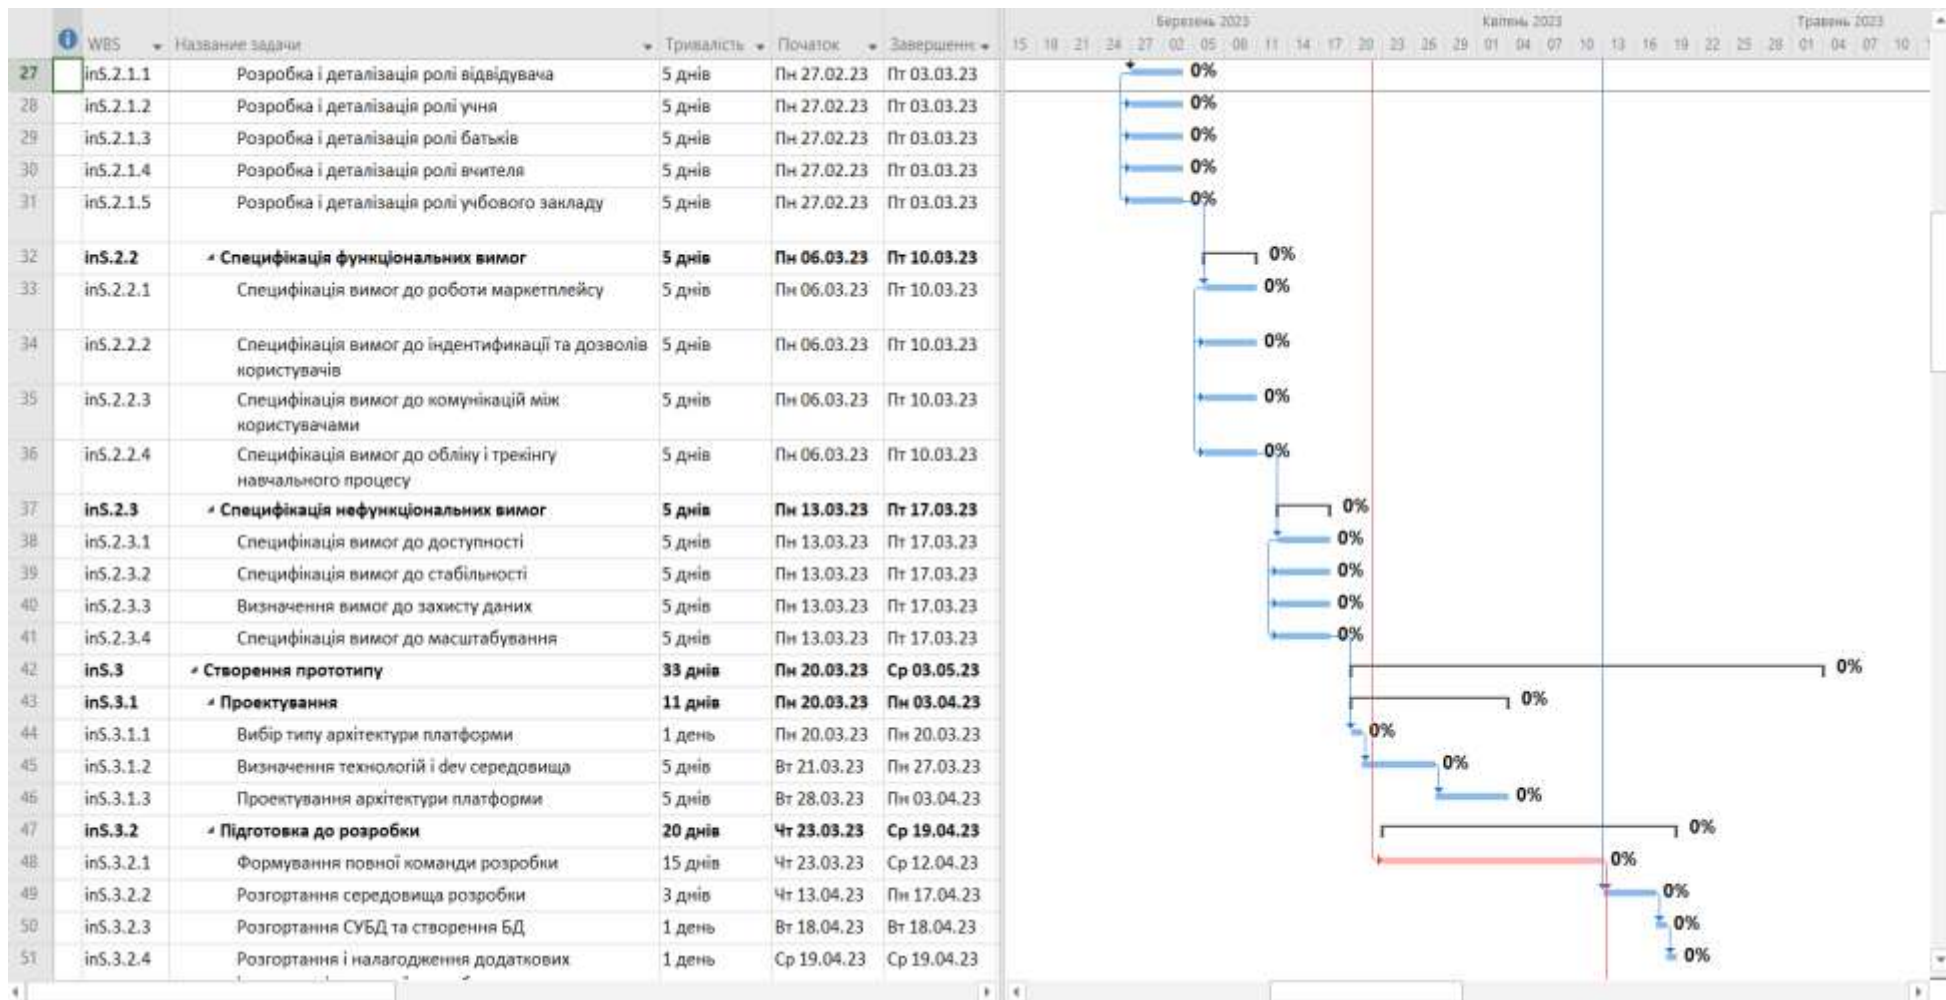 Березень 2023 Квітень 2023 Травень 2023
WBS Название задачи Тривалість Початок Завершенн 15 18 21 24 27 02 05 08 11 14 17 20 23 26 29 01 04 07 10 13 16 19 22 25 28 01 04 07 10
27 inS.2.1.1 Розробка і деталізація ролі відвідувача 5 днів Пн 27.02.23 Пт 03.03.23 0%
28 inS.2.1.2 Розробка і деталізація ролі учня 5 днів Пн 27.02.23 Пт 03.03.23 0%
29 inS.2.1.3 Розробка і деталізація ролі батьків 5 днів Пн 27.02.23 Пт 03.03.23 0%
30 inS.2.1.4 Розробка і деталізація ролі вчителя 5 днів Пн 27.02.23 Пт 03.03.23 0%
31 inS.2.1.5 Розробка і деталізація ролі учбового закладу 5 днів Пн 27.02.23 Пт 03.03.23 0%
32 inS.2.2 Специфікація функціональних вимог 5 днів Пн 06.03.23 Пт 10.03.23 0%
33 inS.2.2.1 Специфікація вимог до роботи маркетплейсу 5 днів Пн 06.03.23 Пт 10.03.23 0%
34 inS.2.2.2 Специфікація вимог до індентифікації та дозволів 5 днів Пн 06.03.23 Пт 10.03.23 0%
користувачів
35 inS.2.2.3 Специфікація вимог до комунікацій між 5 днів Пн 06.03.23 Пт 10.03.23 0%
користувачами
36 inS.2.2.4 Специфікація вимог до обліку і трекінгу 5 днів Пн 06.03.23 Пт 10.03.23 0%
навчального процесу
37 inS.2.3 Специфікація нефункціональних вимог 5 днів Пн 13.03.23 Пт 17.03.23 0%
38 inS.2.3.1 Специфікація вимог до доступності 5 днів Пн 13.03.23 Пт 17.03.23 0%
39 inS.2.3.2 Специфікація вимог до стабільності 5 днів Пн 13.03.23 Пт 17.03.23 0%
40 inS.2.3.3 Визначення вимог до захисту даних 5 днів Пн 13.03.23 Пт 17.03.23 0%
41 inS.2.3.4 Специфікація вимог до масштабування 5 днів Пн 13.03.23 Пт 17.03.23 0%
42 inS.3 Створення прототипу 33 днів Пн 20.03.23 Ср 03.05.23 0%
43 inS.3.1 Проектування 11 днів Пн 20.03.23 Пн 03.04.23 0%
44 inS.3.1.1 Вибір типу архітектури платформи 1 день Пн 20.03.23 Пн 20.03.23 0%
45 inS.3.1.2 Визначення технологій і dev середовища 5 днів Вт 21.03.23 Пн 27.03.23 0%
46 inS.3.1.3 Проектування архітектури платформи 5 днів Вт 28.03.23 Пн 03.04.23 0%
47 inS.3.2 Підготовка до розробки 20 днів Чт 23.03.23 Ср 19.04.23 0%
48 inS.3.2.1 Формування повної команди розробки 15 днів Чт 23.03.23 Ср 12.04.23 0%
49 inS.3.2.2 Розгортання середовища розробки 3 днів Чт 13.04.23 Пн 17.04.23 0%
50 inS.3.2.3 Розгортання СУБД та створення БД 1 день Вт 18.04.23 Вт 18.04.23 0%
51 inS.3.2.4 Розгортання і налагодження додаткових 1 день Ср 19.04.23 Ср 19.04.23 0%